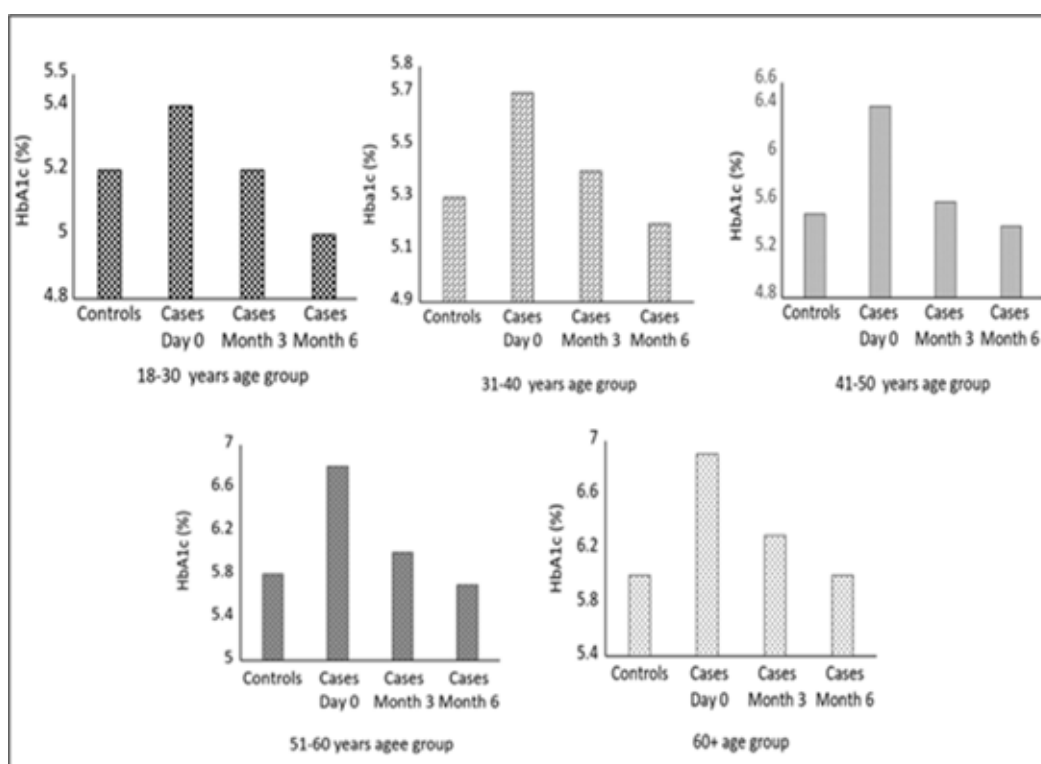 5.5
5.4
5.2
5
4.8
HbA1c (%)
Controls Cases Cases Cases
Day 0 Month 3 Month 6
18-30 years age group
5.8
5.7
5.5
5.3
5.1
4.9
Hba1c (%)
Controls Cases Cases Cases
Day 0 Month 3 Month 6
31-40 years age group
6.6
6.4
6
5.6
5.2
4.8
HbA1c (%)
Controls Cases Cases Cases
Day 0 Month 3 Month 6
41-50 years age group
7
6.6
6.2
5.8
5.4
5
HbA1c (%)
Controls Cases Cases Cases
Day 0 Month 3 Month 6
51-60 years agee group
7
6.6
6.2
5.8
5.4
HbA1c (%)
Controls Cases Cases Cases
Day 0 Month 3 Month 6
60+ age group